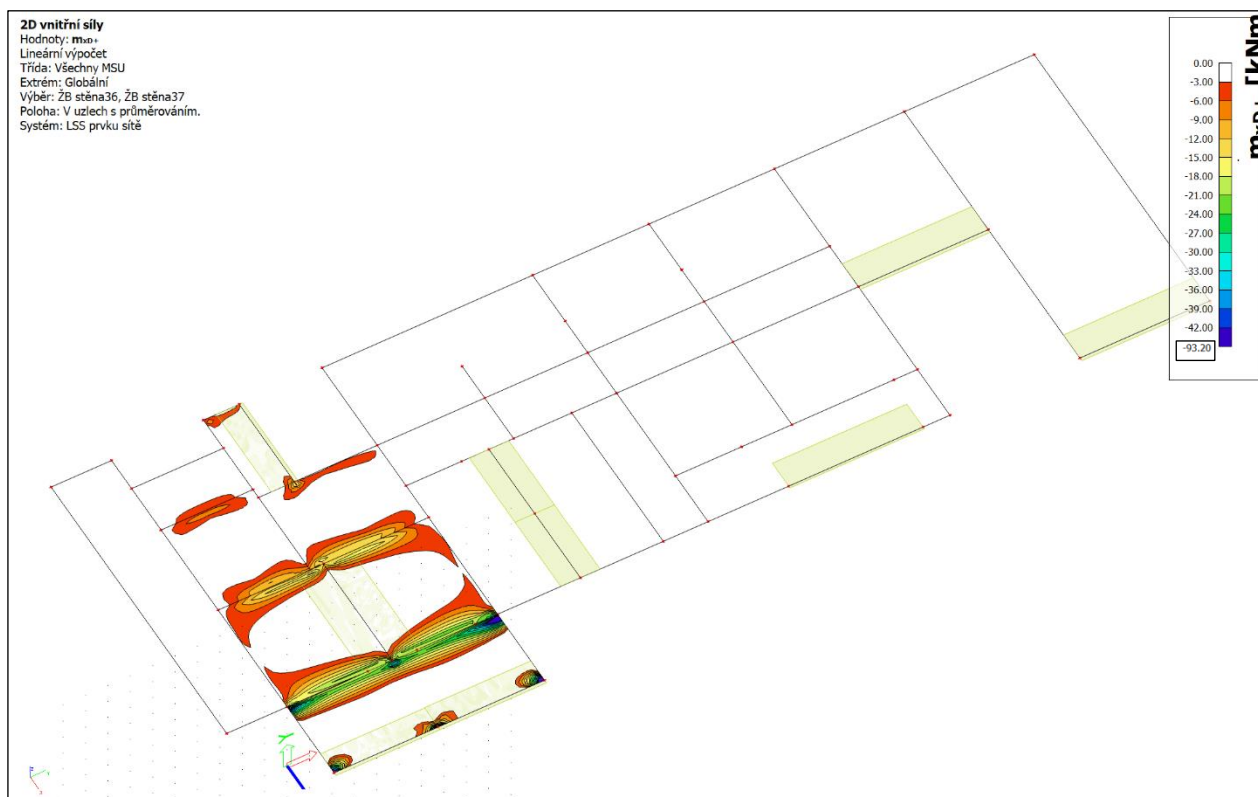 2D vnitřní síly
Hodnoty: mxD+
Lineární výpočet
Třída: Všechny MSU
Extrém: Globální
Výběr: ŽB stěna36, ŽB stěna37
Poloha: V uzlech s průměrováním.
Systém: LSS prvku sítě
mxD+ [kNm
0.00
-3.00
-6.00
-9.00
-12.00
-15.00
-18.00
-21.00
-24.00
-27.00
-30.00
-33.00
-36.00
-39.00
-42.00
-93.20
Y